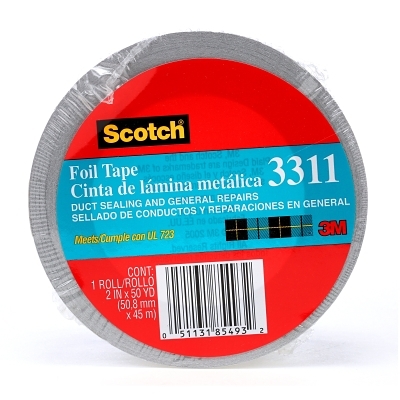 Scotch®
Foil Tape
Cinta de lámina metálica 3311
DUCT SEALING AND GENERAL REPAIRS
SELLADO DE CONDUCTOS Y REPARACIONES EN GENERAL
Meets/Cumple con UL 723
3M
CONT:
1 ROLL/ROLLO
2 IN x 50 YD
(50.8 mm
x 45 m)
0 51131 85493 2